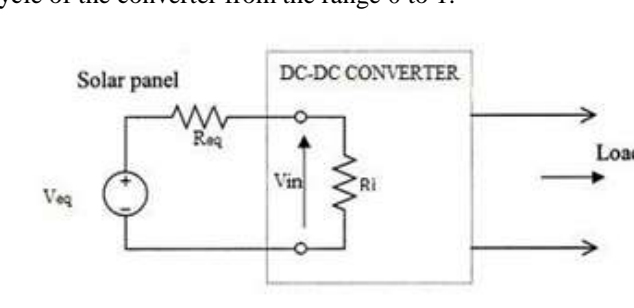 ycle of the converter from the range 0 to 1.
Solar panel
DC-DC CONVERTER
Req
Load
Vin
Ri
Veq